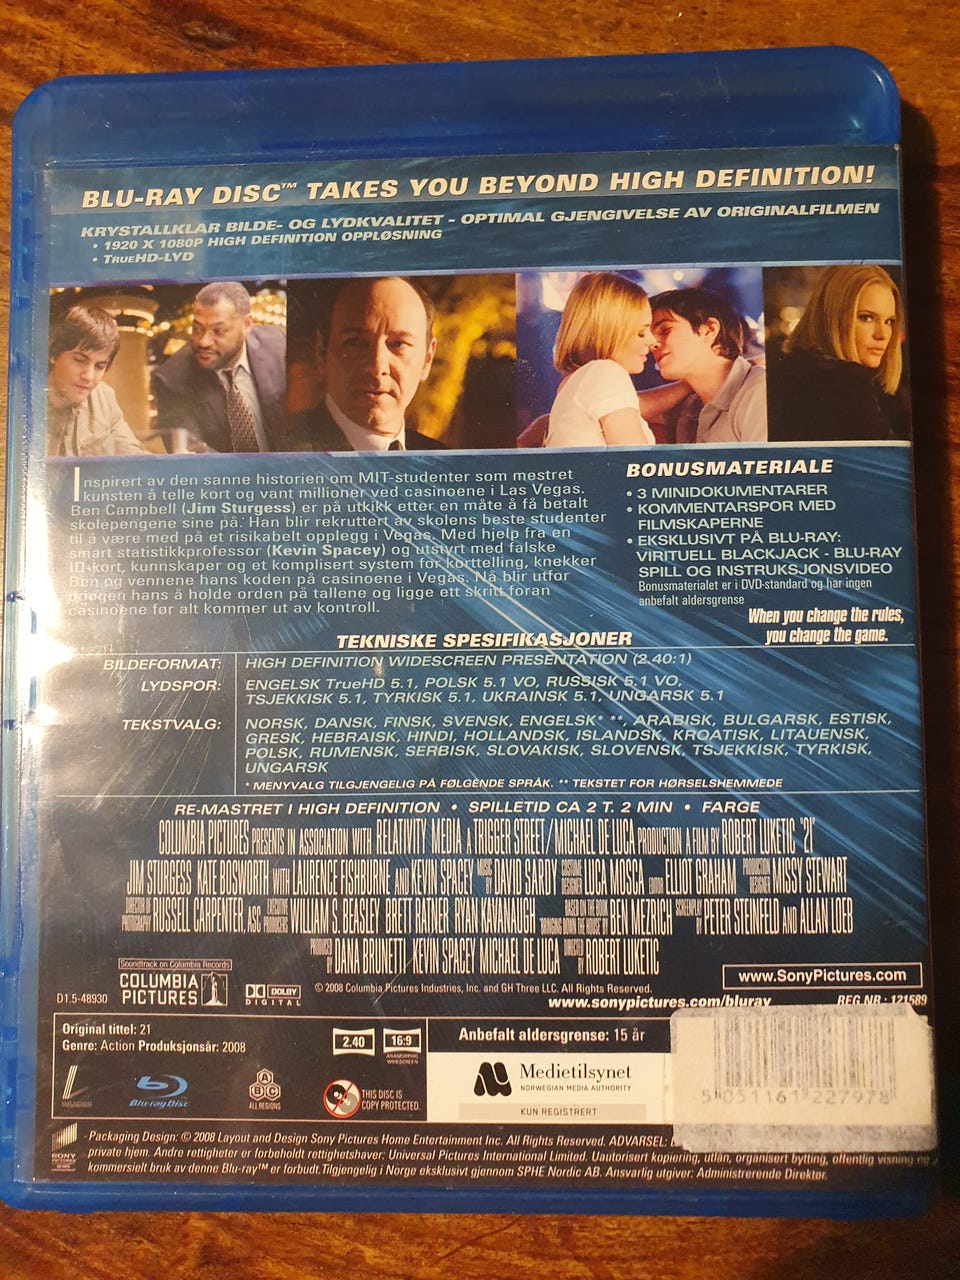 BLU-RAY DISC™ TAKES YOU BEYOND HIGH DEFINITION!
KRYSTALLKLAR BILDE- OG LYDKVALITET - OPTIMAL GJENGIVELSE AV ORIGINALFILMEN
• 1920 X 1080P HIGH DEFINITION OPPLØSNING
• TRUEHD-LYD
Inspirert av den sanne historien om MIT-studenter som mestret
kunsten å telle kort og vant millioner ved casinoene i Las Vegas.
Ben Campbell (Jim Sturgess) er på utkikk etter en måte å få betalt
skolepengene sine på. Han blir rekruttert av skolens beste studenter
til å være med på et risikabelt opplegg i Vegas. Med hjelp fra en
smart statistikkprofessor (Kevin Spacey) og utstyrt med falske
ID-kort, kunnskaper og et komplisert system for korttelling, knekker
Ben og vennene hans koden på casinoene i Vegas. Nå blir utfor
dringen hans å holde orden på tallene og ligge ett skritt foran
casinoene før alt kommer ut av kontroll.
BONUSMATERIALE
• 3 MINIDOKUMENTARER
• KOMMENTARSPOR MED
FILMSKAPERNE
• EKSKLUSIVT PÅ BLU-RAY:
VIRITUELL BLACKJACK - BLU-RAY
SPILL OG INSTRUKSJONSVIDEO
Bonusmaterialet er i DVD-standard og har ingen
anbefalt aldersgrense
When you change the rules,
you change the game.
TEKNISKE SPESIFIKASJONER
BILDEFORMAT: HIGH DEFINITION WIDESCREEN PRESENTATION (2.40:1)
LYDSPOR: ENGELSK TrueHD 5.1, POLSK 5.1 VO, RUSSISK 5.1 VO,
TSJEKKISK 5.1, TYRKISK 5.1, UKRAINSK 5.1, UNGARSK 5.1
TEKSTVALG: NORSK, DANSK, FINSK, SVENSK, ENGELSK* **, ARABISK, BULGARSK, ESTISK,
GRESK, HEBRAISK, HINDI, HOLLANDSK, ISLANDSK, KROATISK, LITAUENSK,
POLSK, RUMENSK, SERBISK, SLOVAKISK, SLOVENSK, TSJEKKISK, TYRKISK,
UNGARSK
* MENYVALG TILGJENGELIG PÅ FØLGENDE SPRÅK. ** TEKSTET FOR HØRSELSHEMMEDE
RE-MASTRET I HIGH DEFINITION • SPILLETID CA 2 T. 2 MIN • FARGE
COLUMBIA PICTURES PRESENTS IN ASSOCIATION WITH RELATIVITY MEDIA A TRIGGER STREET/MICHAEL DE LUCA PRODUCTION A FILM BY ROBERT LUKETIC "21"
JIM STURGESS KATE BOSWORTH WITH LAURENCE FISHBURNE AND KEVIN SPACEY MUSIC BY DAVID SARDY COSTUME DESIGNER LUCA MOSCA EDITOR ELLIOT GRAHAM PRODUCTION DESIGNER MISSY STEWART
DIRECTOR OF PHOTOGRAPHY RUSSELL CARPENTER, ASC EXECUTIVE PRODUCERS WILLIAM S. BEASLEY BRETT RATNER RYAN KAVANAUGH BASED ON THE BOOK BRINGING DOWN THE HOUSE BY BEN MEZRICH SCREENPLAY BY PETER STEINFELD AND ALLAN LOEB
PRODUCED BY DANA BRUNETTI KEVIN SPACEY MICHAEL DE LUCA DIRECTED BY ROBERT LUKETIC
Soundtrack on Columbia Records
COLUMBIA
PICTURES
DOLBY
DIGITAL
© 2008 Columbia Pictures Industries, Inc. and GH Three LLC. All Rights Reserved.
www.SonyPictures.com
D1.5-48930
www.sonypictures.com/bluray
REG.NR.: 121589
Original tittel: 21
Genre: Action Produksjonsår: 2008
2.40
16:9
ANAMORPHIC
WIDESCREEN
Anbefalt aldersgrense: 15 år
Medietilsynet
NORWEGIAN MEDIA AUTHORITY
KUN REGISTRERT
Blu-ray Disc
ABC
ALL REGIONS
THIS DISC IS
COPY PROTECTED.
5 051161 227978
SONY
PICTURES
Packaging Design: © 2008 Layout and Design Sony Pictures Home Entertainment Inc. All Rights Reserved. ADVARSEL:
private hjem. Andre rettigheter er forbeholdt rettighetshaver: Universal Pictures International Limited. Uautorisert kopiering, utlån, organisert bytting, offentlig visning og
kommersielt bruk av denne Blu-ray™ er forbudt. Tilgjengelig i Norge eksklusivt gjennom SPHE Nordic AB. Ansvarlig utgiver: Administrerende Direktør.